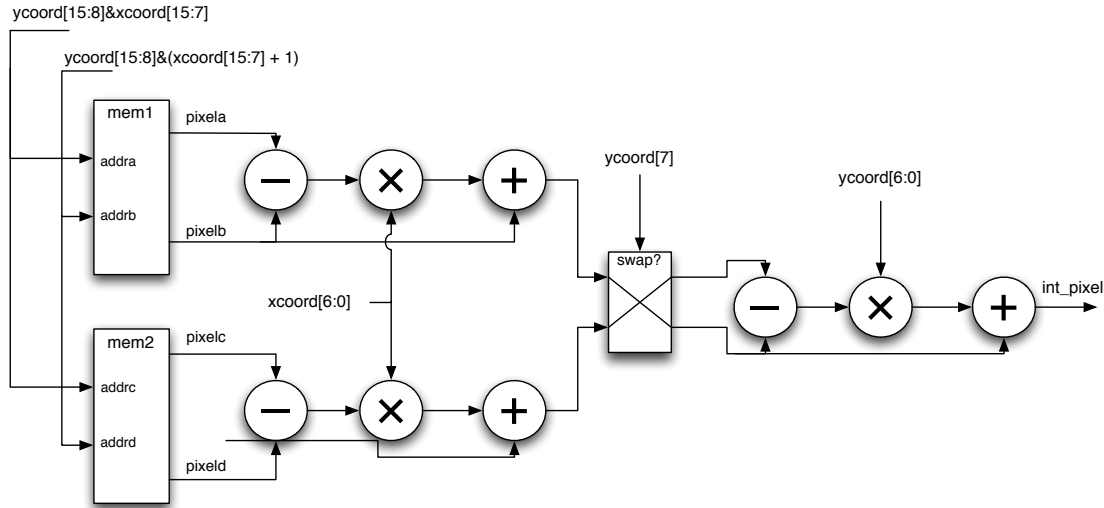 ycoord[15:8]&xcoord[15:7]
ycoord[15:8]&(xcoord[15:7] + 1)
mem1
pixela
addra
addrb
pixelb
ycoord[7]
ycoord[6:0]
swap?
xcoord[6:0]
int_pixel
mem2
pixelc
addrc
addrd
pixeld